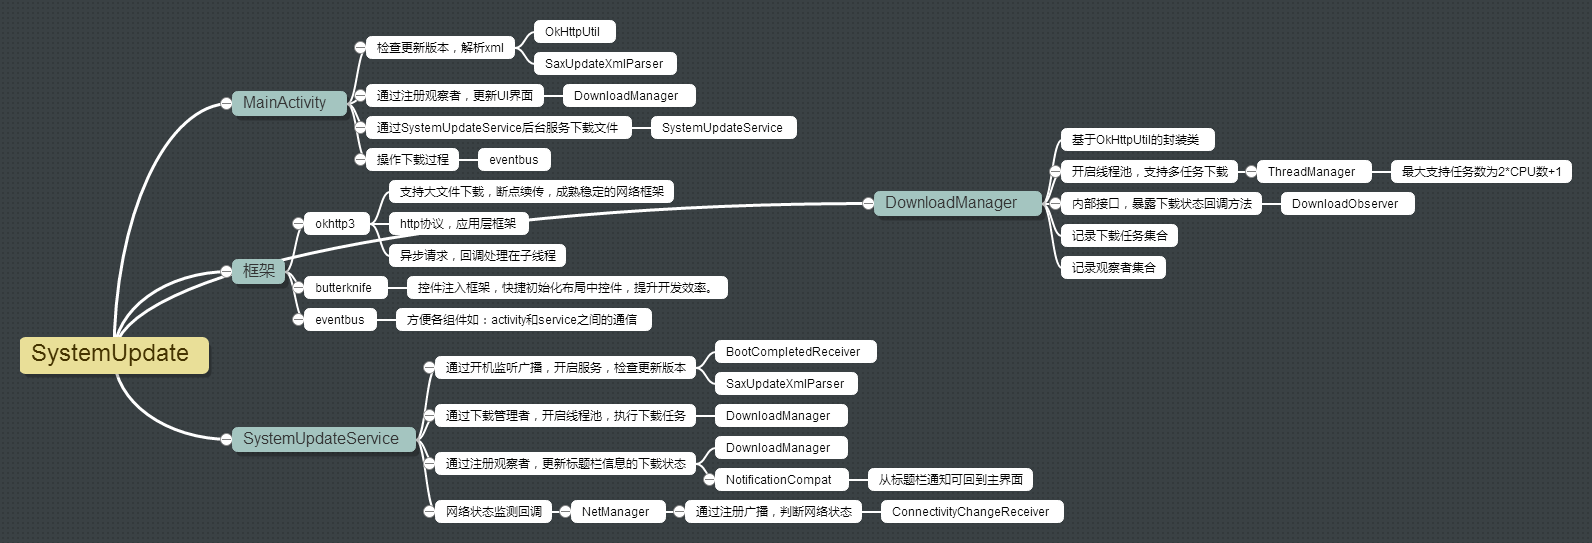 SystemUpdate
MainActivity
检查更新版本，解析xml
OkHttpUtil
SaxUpdateXmlParser
通过注册观察者，更新UI界面
DownloadManager
通过SystemUpdateService后台服务下载文件
SystemUpdateService
操作下载过程
eventbus
框架
okhttp3
支持大文件下载，断点续传，成熟稳定的网络框架
http协议，应用层框架
异步请求，回调处理在子线程
butterknife
控件注入框架，快捷初始化布局中控件，提升开发效率。
eventbus
方便各组件如：activity和service之间的通信
DownloadManager
基于OkHttpUtil的封装类
开启线程池，支持多任务下载
ThreadManager
最大支持任务数为2*CPU数+1
内部接口，暴露下载状态回调方法
DownloadObserver
记录下载任务集合
记录观察者集合
SystemUpdateService
通过开机监听广播，开启服务，检查更新版本
BootCompletedReceiver
SaxUpdateXmlParser
通过下载管理者，开启线程池，执行下载任务
DownloadManager
通过注册观察者，更新标题栏信息的下载状态
DownloadManager
NotificationCompat
从标题栏通知可回到主界面
网络状态监测回调
NetManager
通过注册广播，判断网络状态
ConnectivityChangeReceiver